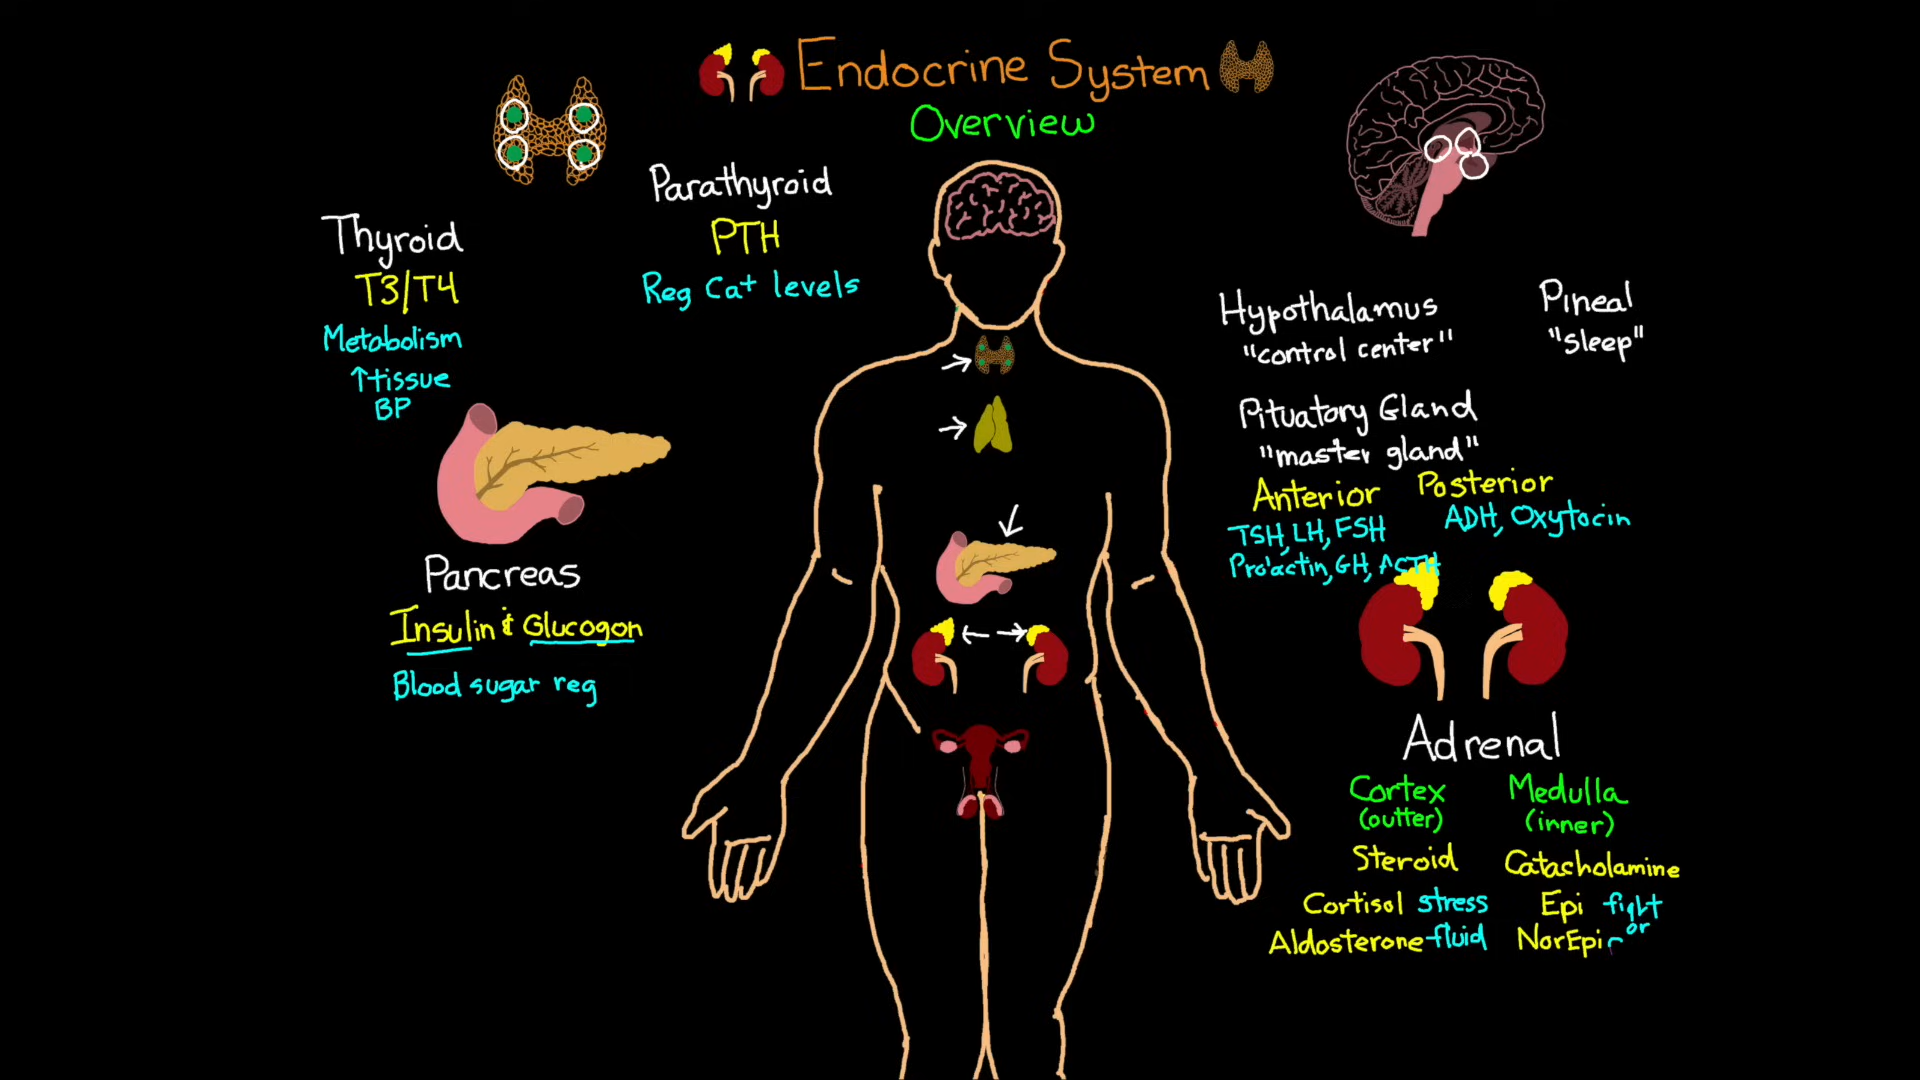 Endocrine System
Overview
Parathyroid
PTH
Reg Ca+ levels
Thyroid
T3/T4
Metabolism
↑tissue
BP
Pancreas
Insulin & Glucogon
Blood sugar reg
Hypothalamus
"control center"
Pineal
"sleep"
Pituatory Gland
"master gland"
Anterior
TSH, LH, FSH
Prolactin, GH, ACTH
Posterior
ADH, Oxytocin
Adrenal
Cortex
(outter)
Steroid
Cortisol stress
Aldosterone-fluid
Medulla
(inner)
Catacholamine
Epi fight
or
NorEpi